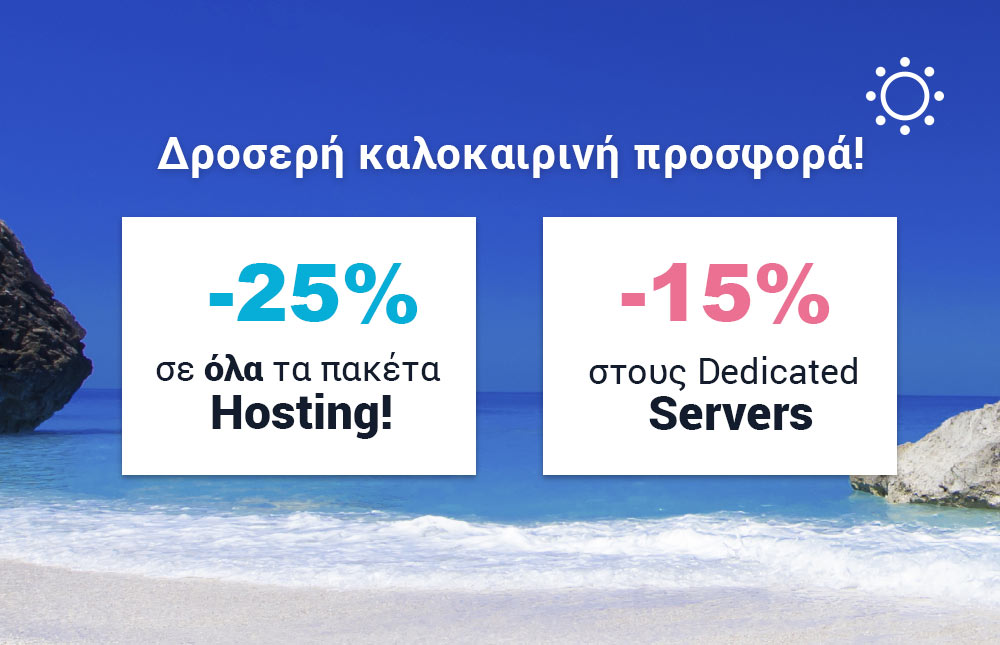 Δροσερή καλοκαιρινή προσφορά!
-25%
σε όλα τα πακέτα
Hosting!
-15%
στους Dedicated
Servers